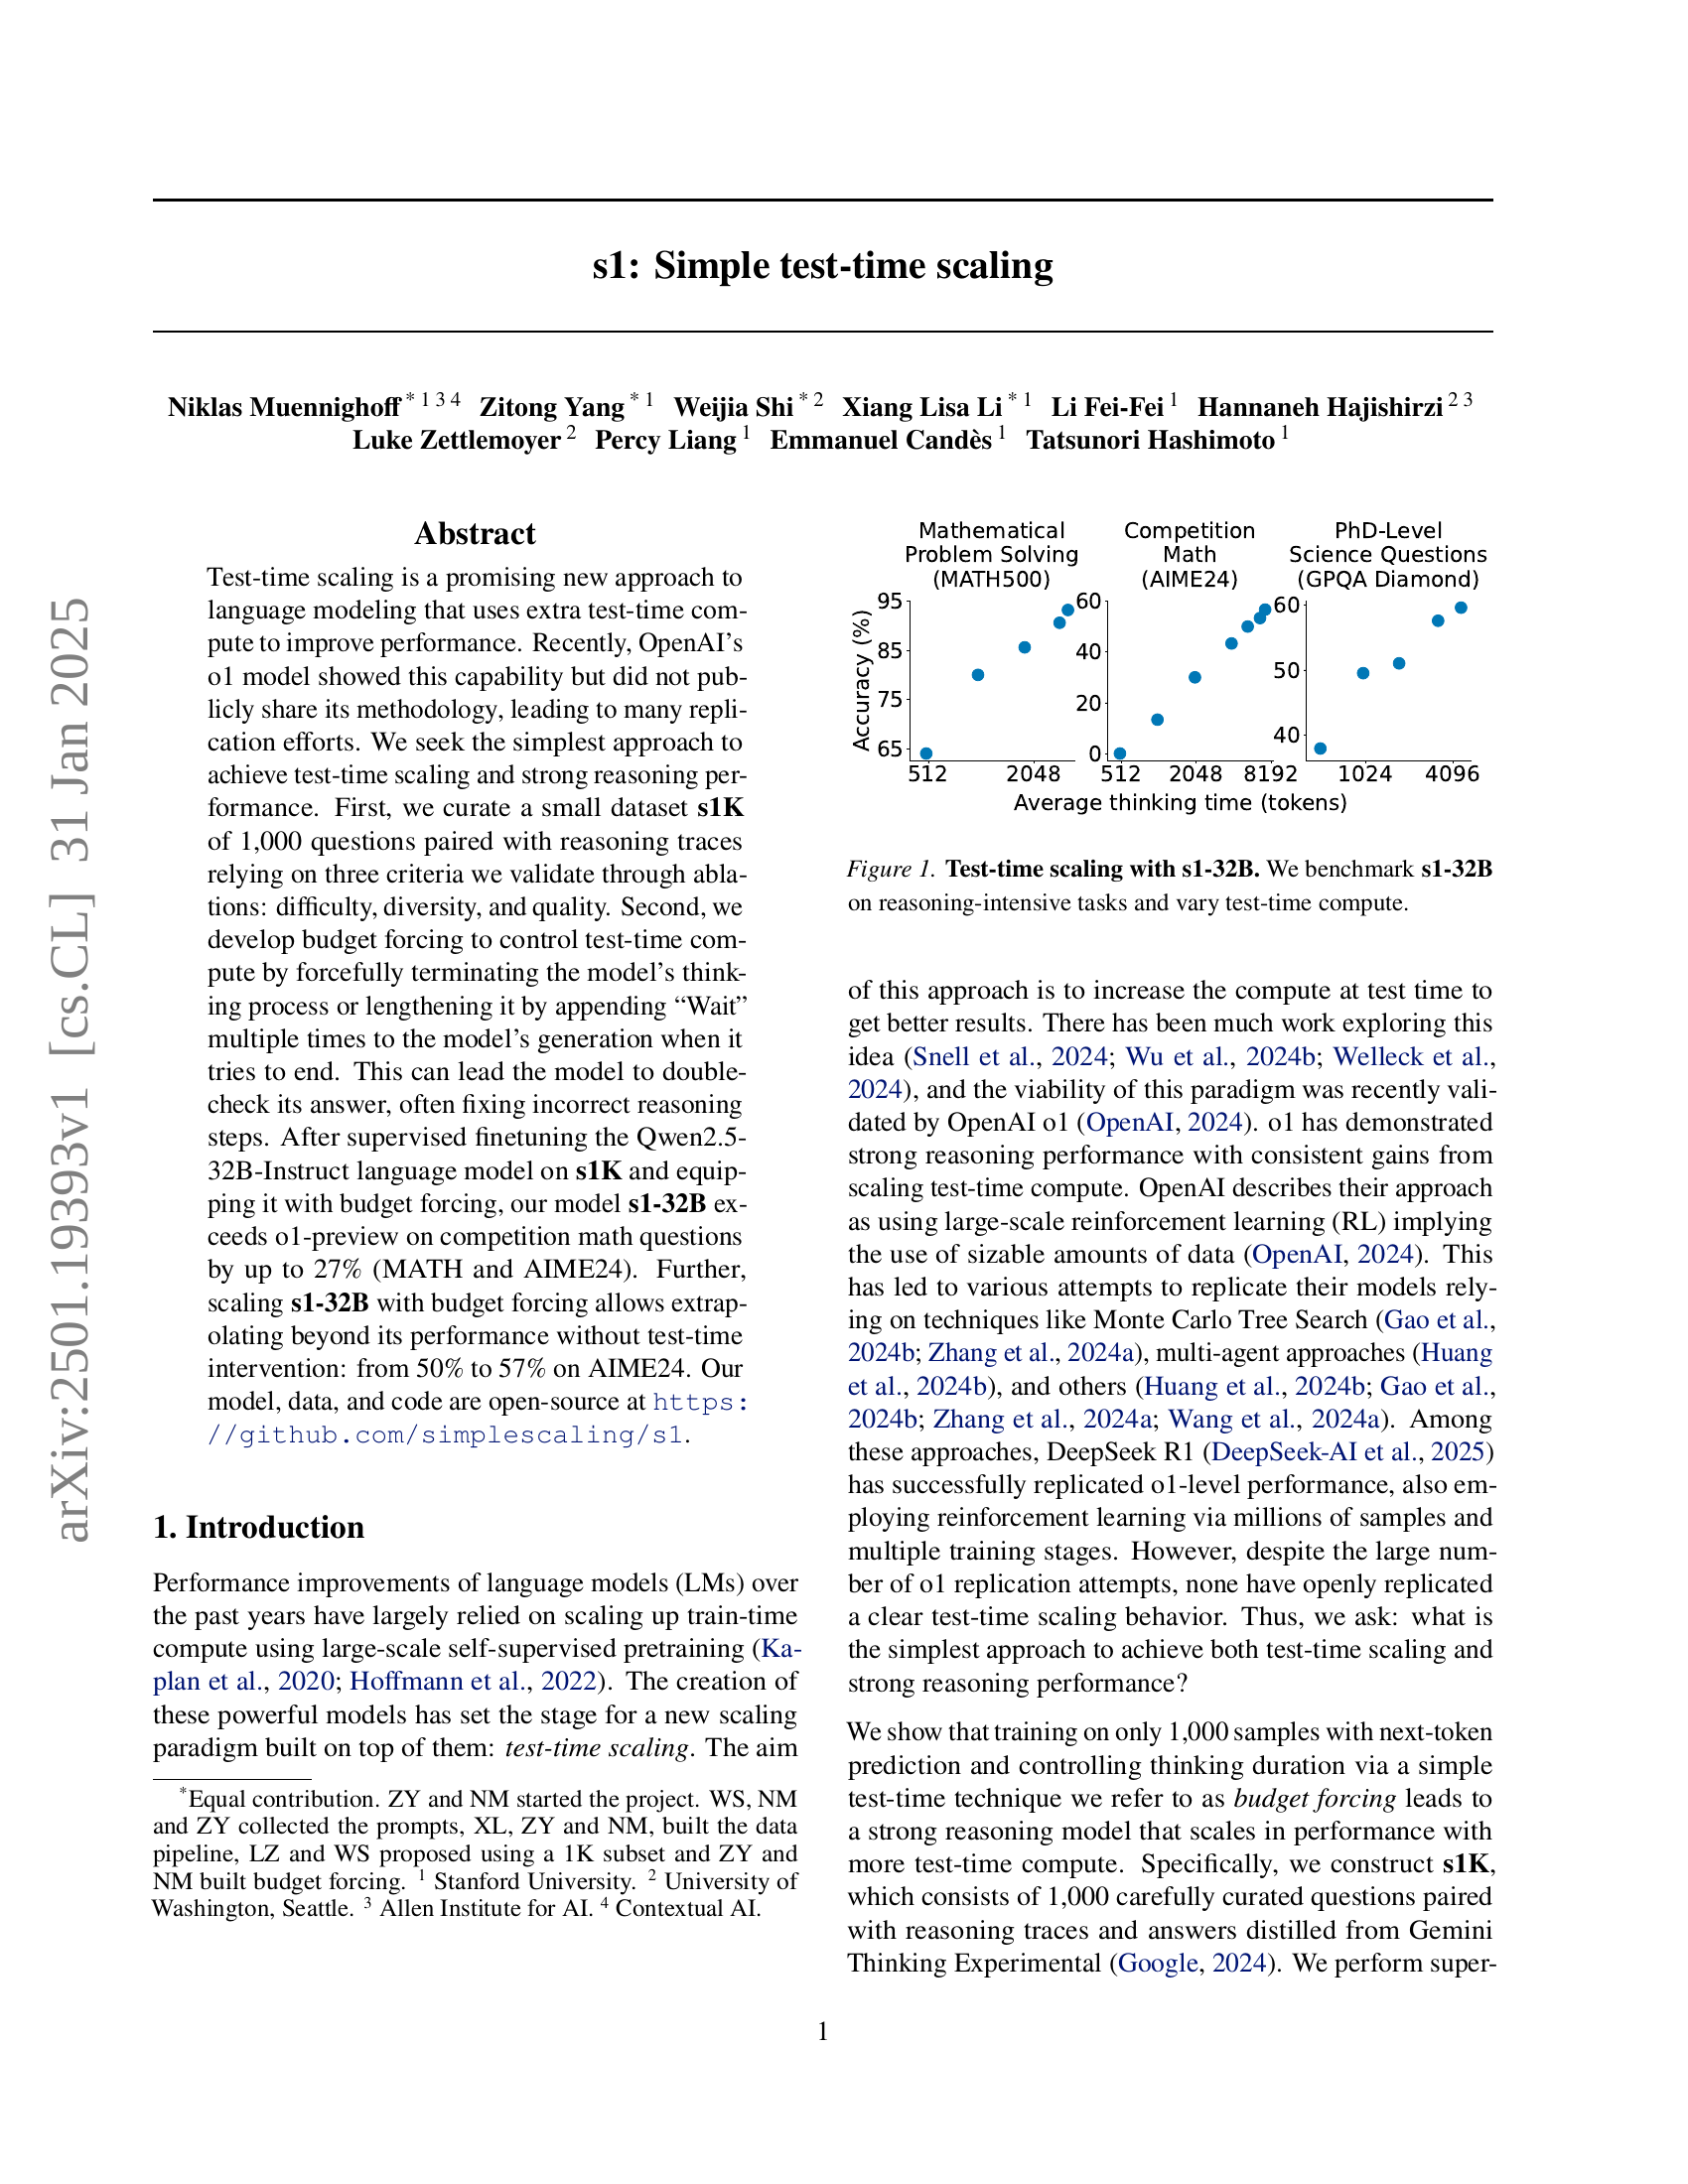 arXiv:2501.19393v1 [cs.CL] 31 Jan 2025
s1: Simple test-time scaling
Niklas Muennighoff * 1 3 4 Zitong Yang * 1 Weijia Shi * 2 Xiang Lisa Li * 1 Li Fei-Fei 1 Hannaneh Hajishirzi 2 3
Luke Zettlemoyer 2 Percy Liang 1 Emmanuel Candès 1 Tatsunori Hashimoto 1
Abstract
Test-time scaling is a promising new approach to
language modeling that uses extra test-time com-
pute to improve performance. Recently, OpenAI's
o1 model showed this capability but did not pub-
licly share its methodology, leading to many repli-
cation efforts. We seek the simplest approach to
achieve test-time scaling and strong reasoning per-
formance. First, we curate a small dataset s1K
of 1,000 questions paired with reasoning traces
relying on three criteria we validate through abla-
tions: difficulty, diversity, and quality. Second, we
develop budget forcing to control test-time com-
pute by forcefully terminating the model's think-
ing process or lengthening it by appending “Wait”
multiple times to the model's generation when it
tries to end. This can lead the model to double-
check its answer, often fixing incorrect reasoning
steps. After supervised finetuning the Qwen2.5-
32B-Instruct language model on s1K and equip-
ping it with budget forcing, our model s1-32B ex-
ceeds o1-preview on competition math questions
by up to 27% (MATH and AIME24). Further,
scaling s1-32B with budget forcing allows extrap-
olating beyond its performance without test-time
intervention: from 50% to 57% on AIME24. Our
model, data, and code are open-source at https:
//github.com/simplescaling/s1.
1. Introduction
Performance improvements of language models (LMs) over
the past years have largely relied on scaling up train-time
compute using large-scale self-supervised pretraining (Ka-
plan et al., 2020; Hoffmann et al., 2022). The creation of
these powerful models has set the stage for a new scaling
paradigm built on top of them: test-time scaling. The aim
*Equal contribution. ZY and NM started the project. WS, NM
and ZY collected the prompts, XL, ZY and NM, built the data
pipeline, LZ and WS proposed using a 1K subset and ZY and
NM built budget forcing. 1 Stanford University. 2 University of
Washington, Seattle. 3 Allen Institute for AI. 4 Contextual AI.
Mathematical
Problem Solving
(MATH500)
Competition
Math
(AIME24)
PhD-Level
Science Questions
(GPQA Diamond)
Accuracy (%)
95
85
75
65
512 2048
60
40
20
0
512 2048 8192
60
50
40
1024 4096
Average thinking time (tokens)
Figure 1. Test-time scaling with s1-32B. We benchmark s1-32B
on reasoning-intensive tasks and vary test-time compute.
of this approach is to increase the compute at test time to
get better results. There has been much work exploring this
idea (Snell et al., 2024; Wu et al., 2024b; Welleck et al.,
2024), and the viability of this paradigm was recently vali-
dated by OpenAI o1 (OpenAI, 2024). o1 has demonstrated
strong reasoning performance with consistent gains from
scaling test-time compute. OpenAI describes their approach
as using large-scale reinforcement learning (RL) implying
the use of sizable amounts of data (OpenAI, 2024). This
has led to various attempts to replicate their models rely-
ing on techniques like Monte Carlo Tree Search (Gao et al.,
2024b; Zhang et al., 2024a), multi-agent approaches (Huang
et al., 2024b), and others (Huang et al., 2024b; Gao et al.,
2024b; Zhang et al., 2024a; Wang et al., 2024a). Among
these approaches, DeepSeek R1 (DeepSeek-AI et al., 2025)
has successfully replicated o1-level performance, also em-
ploying reinforcement learning via millions of samples and
multiple training stages. However, despite the large num-
ber of o1 replication attempts, none have openly replicated
a clear test-time scaling behavior. Thus, we ask: what is
the simplest approach to achieve both test-time scaling and
strong reasoning performance?
We show that training on only 1,000 samples with next-token
prediction and controlling thinking duration via a simple
test-time technique we refer to as budget forcing leads to
a strong reasoning model that scales in performance with
more test-time compute. Specifically, we construct s1K,
which consists of 1,000 carefully curated questions paired
with reasoning traces and answers distilled from Gemini
Thinking Experimental (Google, 2024). We perform super-
1